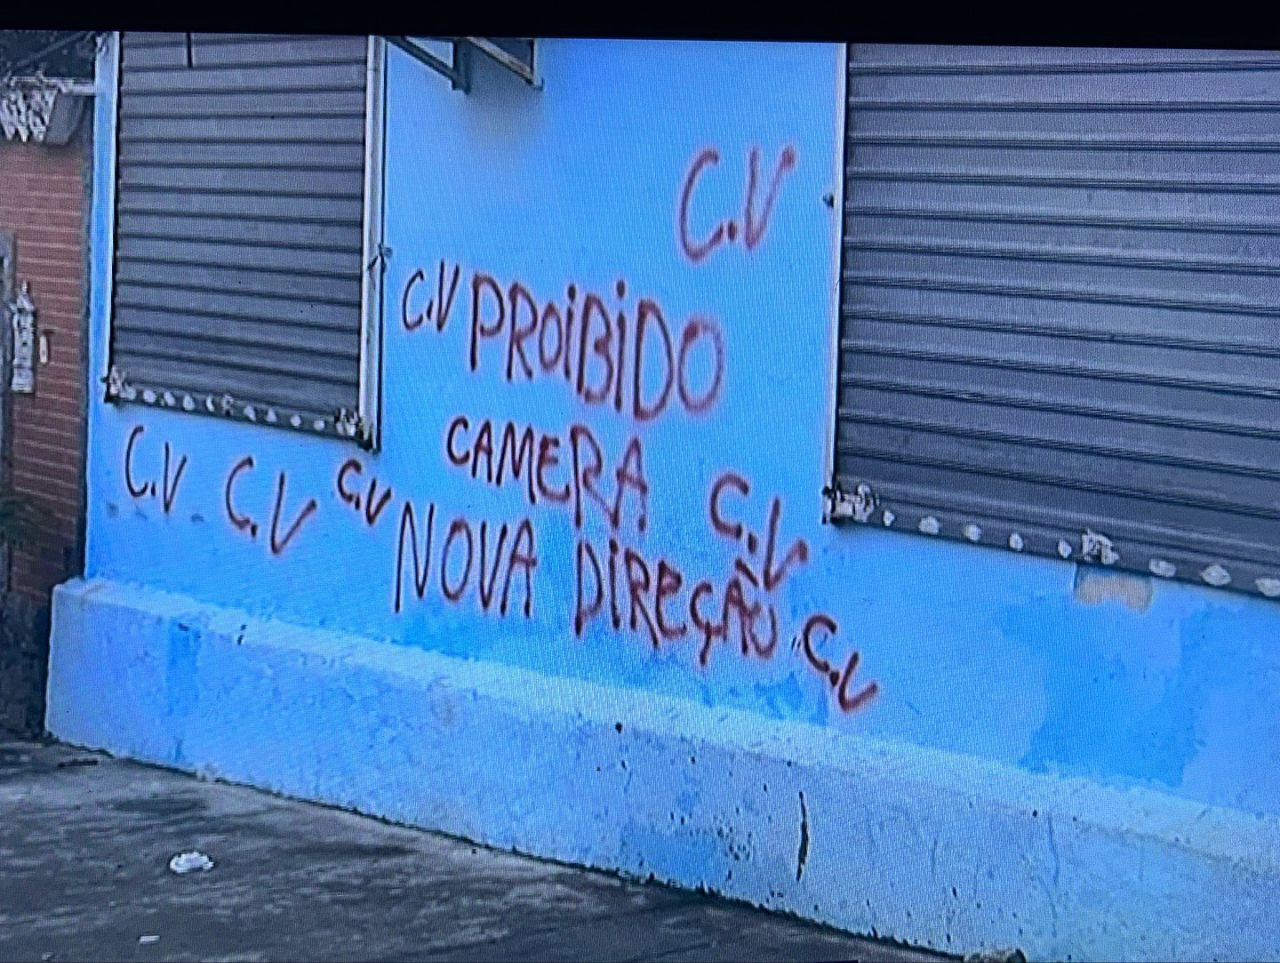 C.V
C.V PROIBIDO
CAMERA C.V
C.V C.V C.V NOVA DIREÇÃO C.V